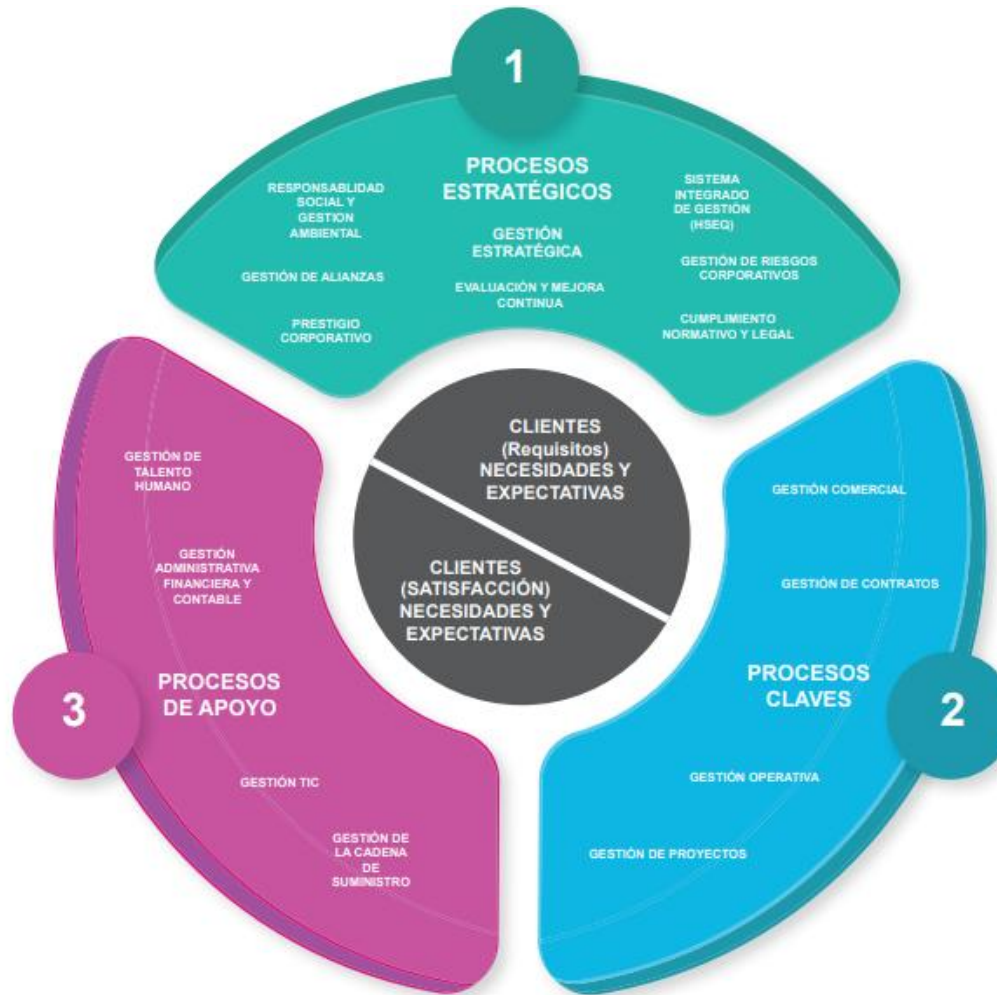 1
PROCESOS
ESTRATÉGICOS
RESPONSABLIDAD
SOCIAL Y
GESTION
AMBIENTAL
GESTIÓN DE ALIANZAS
PRESTIGIO
CORPORATIVO
GESTIÓN
ESTRATÉGICA
EVALUACIÓN Y MEJORA
CONTINUA
SISTEMA
INTEGRADO
DE GESTIÓN
(HSEQ)
GESTIÓN DE RIESGOS
CORPORATIVOS
CUMPLIMIENTO
NORMATIVO Y LEGAL
CLIENTES
(Requisitos)
NECESIDADES Y
EXPECTATIVAS
CLIENTES
(SATISFACCIÓN)
NECESIDADES Y
EXPECTATIVAS
GESTIÓN COMERCIAL
GESTIÓN DE CONTRATOS
PROCESOS
CLAVES
2
GESTIÓN OPERATIVA
GESTIÓN DE PROYECTOS
GESTIÓN DE
TALENTO
HUMANO
GESTIÓN
ADMINISTRATIVA
FINANCIERA Y
CONTABLE
3
PROCESOS
DE APOYO
GESTIÓN TIC
GESTIÓN DE
LA CADENA
DE
SUMINISTRO